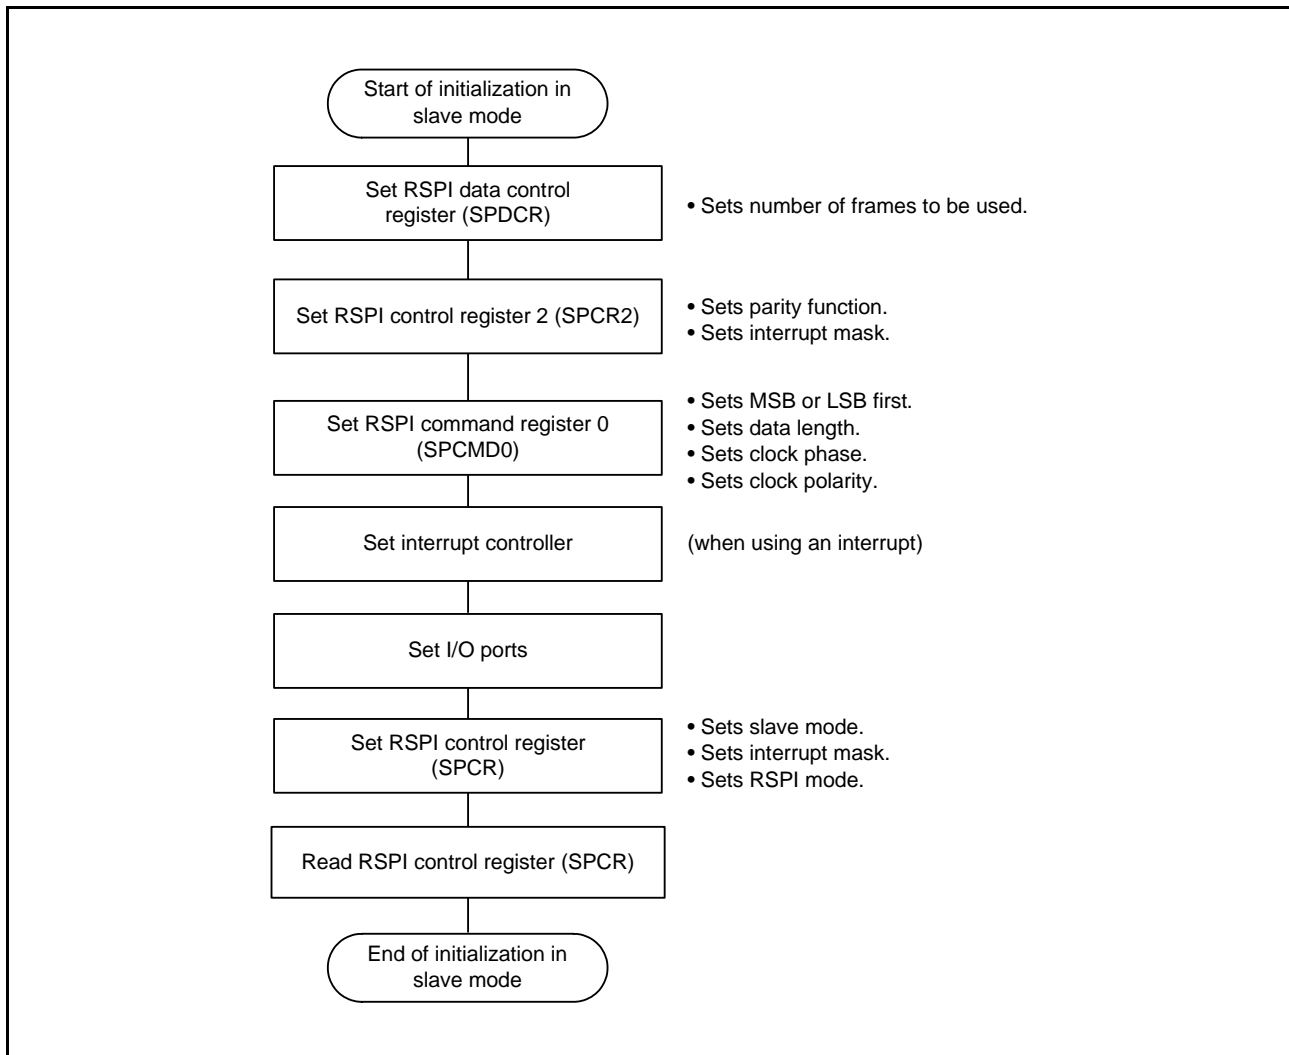 Start of initialization in
slave mode
Set RSPI data control
register (SPDCR)
• Sets number of frames to be used.
Set RSPI control register 2 (SPCR2)
• Sets parity function.
• Sets interrupt mask.
Set RSPI command register 0
(SPCMD0)
• Sets MSB or LSB first.
• Sets data length.
• Sets clock phase.
• Sets clock polarity.
Set interrupt controller
(when using an interrupt)
Set I/O ports
Set RSPI control register
(SPCR)
• Sets slave mode.
• Sets interrupt mask.
• Sets RSPI mode.
Read RSPI control register (SPCR)
End of initialization in
slave mode